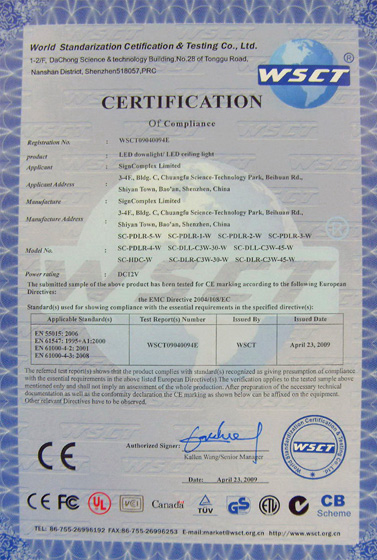 World Standarization Cetification & Testing Co., Ltd.
1-2/F, DaChong Science & technology Building,No.28 of Tonggu Road,
Nanshan District, Shenzhen518057,PRC
WSCT
®
CERTIFICATION
Of Compliance
Registration No. : WSCT09040094E
product : LED downlight/ LED ceiling light
Applicant : SignComplex Limited
Applicant Address : 3-4F., Bldg. C, Chuangfa Science-Technology Park, Beihuan Rd., Shiyan Town, Bao'an, Shenzhen, China
Manufacture : SignComplex Limited
Manufacture Address : 3-4F., Bldg. C, Chuangfa Science-Technology Park, Beihuan Rd., Shiyan Town, Bao'an, Shenzhen, China
SC-PDLR-5-W SC-PDLR-1-W SC-PDLR-2-W SC-PDLR-3-W
Model No. : SC-PDLR-4-W SC-DLL-C3W-30-W SC-DLL-C3W-45-W
SC-HDC-W SC-DLR-C3W-30-W SC-DLR-C3W-45-W
Power rating : DC12V
The submitted sample of the above product has been tested for CE marking according to the following European Directives:
the EMC Directive 2004/108/EC
Standard(s) used for showing compliance with the essential requirements in the specified directive(s):
Applicable Standard(s) Test Report(s) Number Issued By Issued Date
EN 55015: 2006
EN 61547: 1995+A1:2000
EN 61000-4-2: 2001
EN 61000-4-3: 2008
WSCT09040094E WSCT April 23, 2009
The referred test report(s) show that the product complies with standard(s) recognized as giving presumption of compliance
with the essential requirements in the above listed European Directive(s) The verification applies to the tested sample above
mentioned only and shall not imply an assessment of the whole production. After preparation of the necessary technical
documentation as well as the conformity declaration the CE marking as shown below can be affixed on the equipment.
Other relevant Directives have to be observed.
CE
Authorized Signer:
Kallen Wang/Senior Manager
April 23, 2009
World Standardization Certification & Testing Co., Ltd.
WSCT
CE FC UL CCC Canada TÜV GS ETL CB
Scheme
TEL: 86-755-26996192 FAX:86-755-26996253 E-mail:market@wsct.org.cn http://www.wsct.org.cn